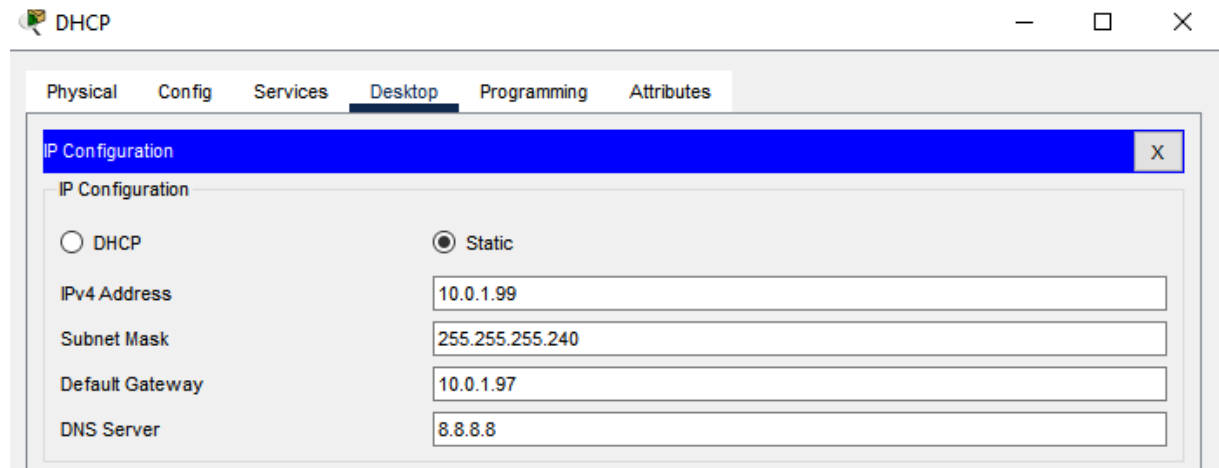 DHCP
Physical Config Services Desktop Programming Attributes
IP Configuration X
IP Configuration
DHCP Static
IPv4 Address 10.0.1.99
Subnet Mask 255.255.255.240
Default Gateway 10.0.1.97
DNS Server 8.8.8.8